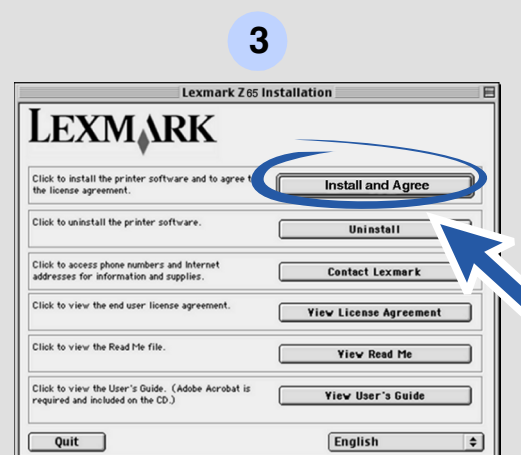 3
Lexmark Z65 Installation
LEXMARK
Click to install the printer software and to agree t
the license agreement.
Install and Agree
Click to uninstall the printer software.
Uninstall
Click to access phone numbers and Internet
addresses for information and supplies.
Contact Lexmark
Click to view the end user license agreement.
View License Agreement
Click to view the Read Me file.
View Read Me
Click to view the User's Guide. (Adobe Acrobat is
required and included on the CD.)
View User's Guide
Quit
English